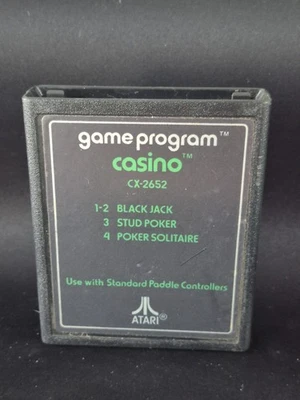 game program™
casino™
CX-2652
1-2 BLACK JACK
3 STUD POKER
4 POKER SOLITAIRE
Use with Standard Paddle Controllers
ATARI®